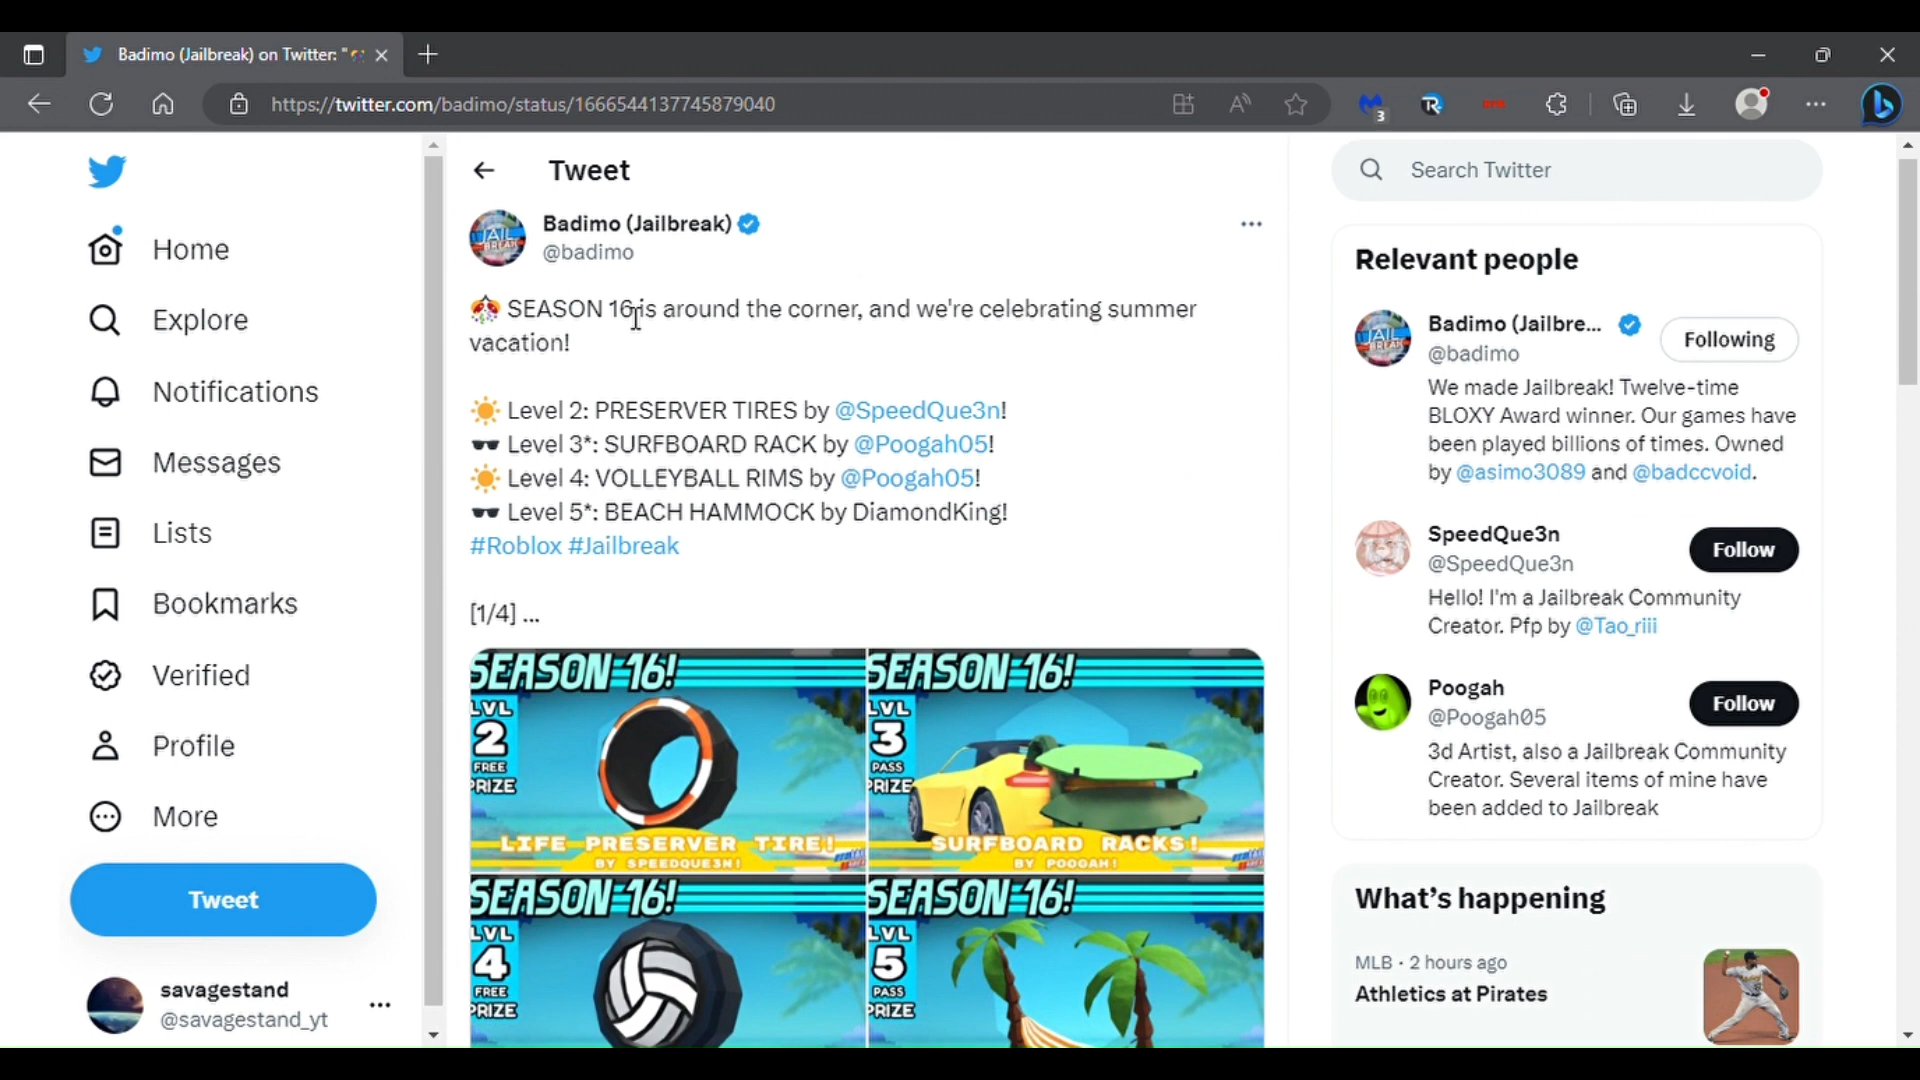 Badimo (Jailbreak) on Twitter: "
https://twitter.com/badimo/status/1666544137745879040
3
Home
Explore
Notifications
Messages
Lists
Bookmarks
Verified
Profile
More
Tweet
savagestand
@savagestand_yt
Tweet
Badimo (Jailbreak)
@badimo
SEASON 16 is around the corner, and we're celebrating summer
vacation!
Level 2: PRESERVER TIRES by @SpeedQue3n!
Level 3*: SURFBOARD RACK by @Poogah05!
Level 4: VOLLEYBALL RIMS by @Poogah05!
Level 5*: BEACH HAMMOCK by DiamondKing!
#Roblox #Jailbreak
[1/4] ...
SEASON 16!
LVL
2
FREE
PRIZE
LIFE PRESERVER TIRE!
BY SPEEDQUE3N!
SEASON 16!
LVL
3
PASS
PRIZE
SURFBOARD RACKS!
BY POOGAH!
SEASON 16!
LVL
4
FREE
PRIZE
SEASON 16!
LVL
5
PASS
PRIZE
Search Twitter
Relevant people
Badimo (Jailbre...
@badimo
Following
We made Jailbreak! Twelve-time
BLOXY Award winner. Our games have
been played billions of times. Owned
by @asimo3089 and @badccvoid.
SpeedQue3n
@SpeedQue3n
Follow
Hello! I'm a Jailbreak Community
Creator. Pfp by @Tao_riii
Poogah
@Poogah05
Follow
3d Artist, also a Jailbreak Community
Creator. Several items of mine have
been added to Jailbreak
What's happening
MLB · 2 hours ago
Athletics at Pirates